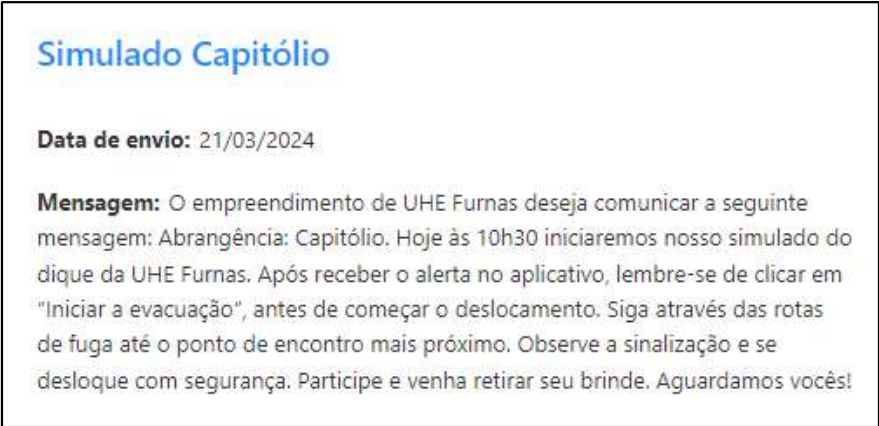 Simulado Capitólio
Data de envio: 21/03/2024
Mensagem: O empreendimento de UHE Furnas deseja comunicar a seguinte
mensagem: Abrangência: Capitólio. Hoje às 10h30 iniciaremos nosso simulado do
dique da UHE Furnas. Após receber o alerta no aplicativo, lembre-se de clicar em
“Iniciar a evacuação”, antes de começar o deslocamento. Siga através das rotas
de fuga até o ponto de encontro mais próximo. Observe a sinalização e se
desloque com segurança. Participe e venha retirar seu brinde. Aguardamos vocês!